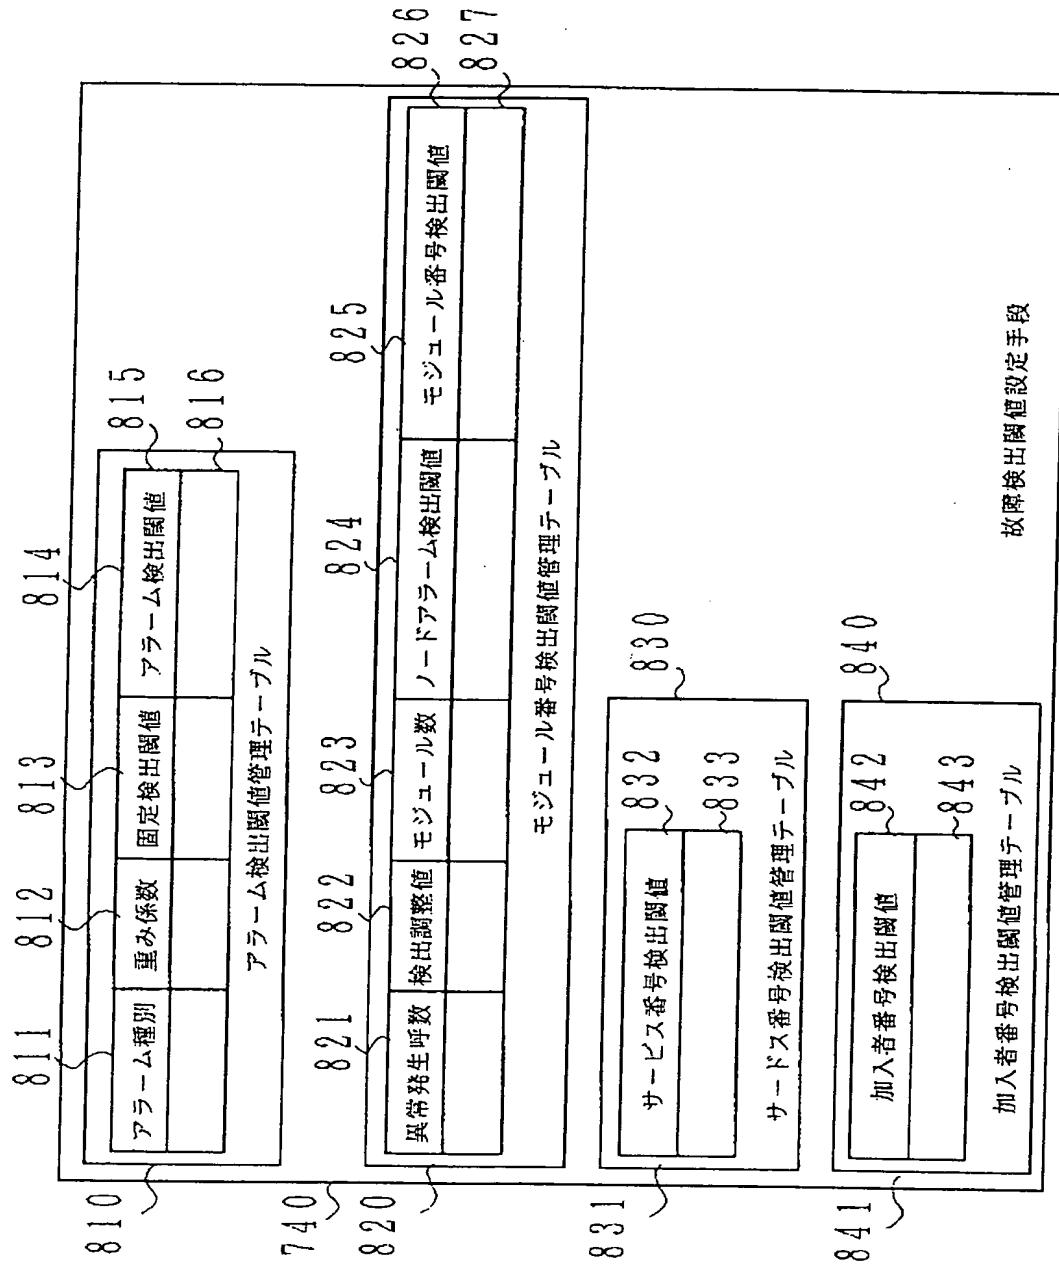 740
810
811
812
813
814
アラーム種別
重み係数
固定検出閾値
アラーム検出閾値
815
816
アラーム検出閾値管理テーブル
820
821
822
823
824
825
異常発生呼数
検出調整値
モジュール数
ノードアラーム検出閾値
モジュール番号検出閾値
826
827
モジュール番号検出閾値管理テーブル
831
サービス番号検出閾値
832
833
830
サードス番号検出閾値管理テーブル
841
加入者番号検出閾値
842
843
840
加入者番号検出閾値管理テーブル
故障検出閾値設定手段